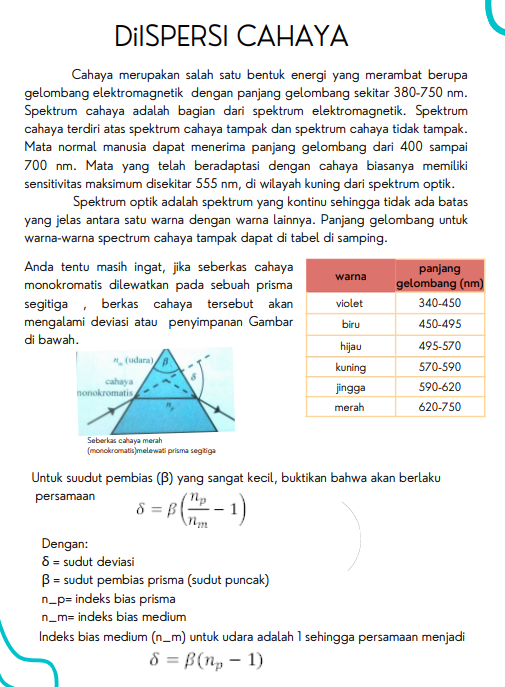 DiISPERSI CAHAYA
Cahaya merupakan salah satu bentuk energi yang merambat berupa
gelombang elektromagnetik dengan panjang gelombang sekitar 380-750 nm.
Spektrum cahaya adalah bagian dari spektrum elektromagnetik. Spektrum
cahaya terdiri atas spektrum cahaya tampak dan spektrum cahaya tidak tampak.
Mata normal manusia dapat menerima panjang gelombang dari 400 sampai
700 nm. Mata yang telah beradaptasi dengan cahaya biasanya memiliki
sensitivitas maksimum disekitar 555 nm, di wilayah kuning dari spektrum optik.
Spektrum optik adalah spektrum yang kontinu sehingga tidak ada batas
yang jelas antara satu warna dengan warna lainnya. Panjang gelombang untuk
warna-warna spectrum cahaya tampak dapat di tabel di samping.
Anda tentu masih ingat, jika seberkas cahaya
monokromatis dilewatkan pada sebuah prisma
segitiga , berkas cahaya tersebut akan
mengalami deviasi atau penyimpanan Gambar
di bawah.
warna panjang gelombang (nm)
violet 340-450
biru 450-495
hijau 495-570
kuning 570-590
jingga 590-620
merah 620-750
n_m (udara) β
δ
cahaya
nonokromatis
n_p
Seberkas cahaya merah
(monokromatis)melewati prisma segitiga
Untuk suudut pembias (β) yang sangat kecil, buktikan bahwa akan berlaku
persamaan
δ = β(n_p/n_m − 1)
Dengan:
δ = sudut deviasi
β = sudut pembias prisma (sudut puncak)
n_p= indeks bias prisma
n_m= indeks bias medium
Indeks bias medium (n_m) untuk udara adalah 1 sehingga persamaan menjadi
δ = β(n_p − 1)